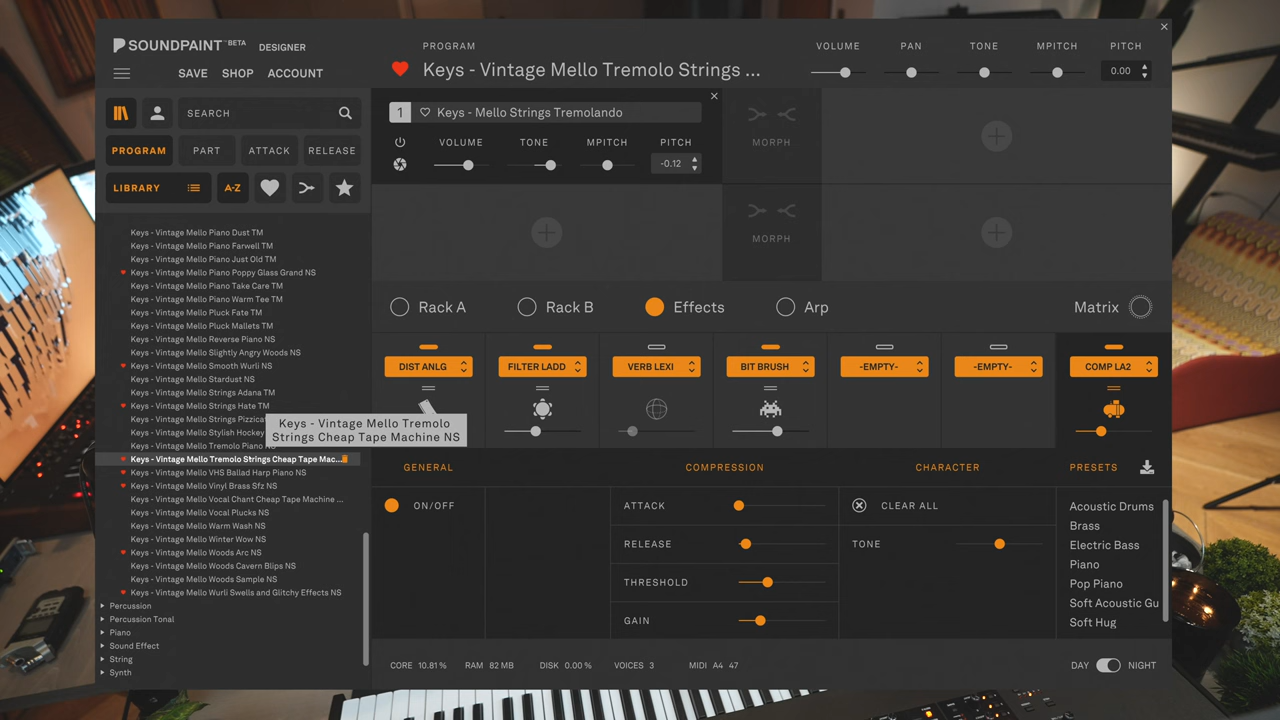 SOUNDPAINT™ BETA DESIGNER
SAVE SHOP ACCOUNT
PROGRAM
Keys - Vintage Mello Tremolo Strings ...
VOLUME PAN TONE MPITCH PITCH
0.00
SEARCH
PROGRAM PART ATTACK RELEASE
LIBRARY A-Z
Keys - Vintage Mello Piano Dust TM
Keys - Vintage Mello Piano Farwell TM
Keys - Vintage Mello Piano Just Old TM
Keys - Vintage Mello Piano Poppy Glass Grand NS
Keys - Vintage Mello Piano Take Care TM
Keys - Vintage Mello Piano Warm Tee TM
Keys - Vintage Mello Pluck Fate TM
Keys - Vintage Mello Pluck Mallets TM
Keys - Vintage Mello Reverse Piano NS
Keys - Vintage Mello Slightly Angry Woods NS
Keys - Vintage Mello Smooth Wurli NS
Keys - Vintage Mello Stardust NS
Keys - Vintage Mello Strings Adana TM
Keys - Vintage Mello Strings Hate TM
Keys - Vintage Mello Strings Pizzica
Keys - Vintage Mello Stylish Hockey
Keys - Vintage Mello Tremolo Piano NS
Keys - Vintage Mello Tremolo Strings Cheap Tape Mac...
Keys - Vintage Mello VHS Ballad Harp Piano NS
Keys - Vintage Mello Vinyl Brass Sfz NS
Keys - Vintage Mello Vocal Chant Cheap Tape Machine ...
Keys - Vintage Mello Vocal Plucks NS
Keys - Vintage Mello Warm Wash NS
Keys - Vintage Mello Winter Wow NS
Keys - Vintage Mello Woods Arc NS
Keys - Vintage Mello Woods Cavern Blips NS
Keys - Vintage Mello Woods Sample NS
Keys - Vintage Mello Wurli Swells and Glitchy Effects NS
Percussion
Percussion Tonal
Piano
Sound Effect
String
Synth
Keys - Vintage Mello Tremolo
Strings Cheap Tape Machine NS
1 Keys - Mello Strings Tremolando
VOLUME TONE MPITCH PITCH
-0.12
MORPH
MORPH
Rack A Rack B Effects Arp Matrix
DIST ANLG FILTER LADD VERB LEXI BIT BRUSH -EMPTY- -EMPTY- COMP LA2
GENERAL COMPRESSION CHARACTER PRESETS
ON/OFF
ATTACK
RELEASE
THRESHOLD
GAIN
CLEAR ALL
TONE
Acoustic Drums
Brass
Electric Bass
Piano
Pop Piano
Soft Acoustic Gu
Soft Hug
CORE 10.81 % RAM 82 MB DISK 0.00 % VOICES 3 MIDI A4 47
DAY NIGHT